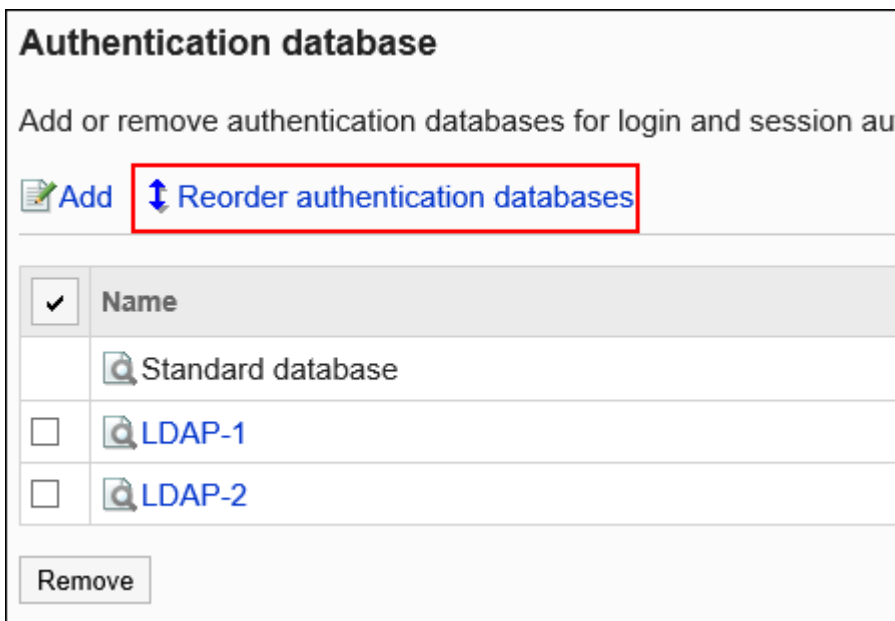 Authentication database
Add or remove authentication databases for login and session au
Add Reorder authentication databases
Name
Standard database
LDAP-1
LDAP-2
Remove